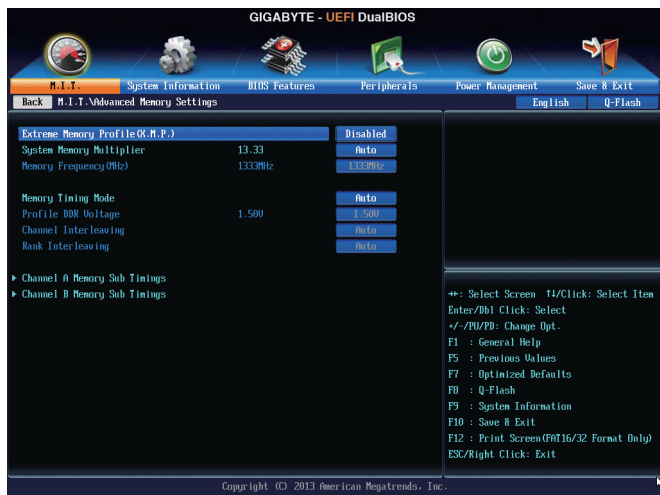 GIGABYTE - UEFI DualBIOS
M.I.T. System Information BIOS Features Peripherals Power Management Save & Exit
Back M.I.T.\Advanced Memory Settings English Q-Flash
Extreme Memory Profile(X.M.P.) Disabled
System Memory Multiplier 13.33 Auto
Memory Frequency(MHz) 1333MHz 1333MHz
Memory Timing Mode Auto
Profile DDR Voltage 1.50V 1.50V
Channel Interleaving Auto
Rank Interleaving Auto
Channel A Memory Sub Timings
Channel B Memory Sub Timings
→←: Select Screen ↑↓/Click: Select Item
Enter/Dbl Click: Select
+/-/PU/PD: Change Opt.
F1 : General Help
F5 : Previous Values
F7 : Optimized Defaults
F8 : Q-Flash
F9 : System Information
F10 : Save & Exit
F12 : Print Screen(FAT16/32 Format Only)
ESC/Right Click: Exit
Copyright (C) 2013 American Megatrends, Inc.